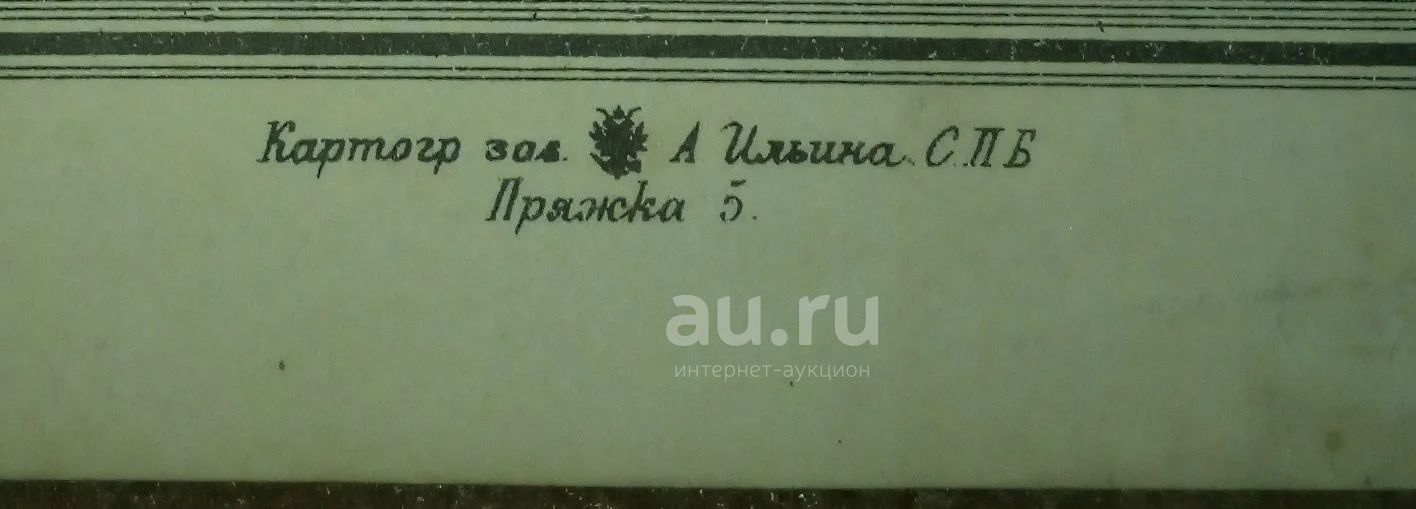 Картогр зав. А Ильина. С.П.Б
Пряжка 5.
au.ru
интернет-аукцион